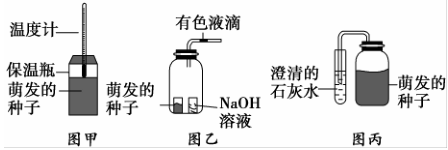 温度计
保温瓶
萌发的
种子
图甲
有色液滴
萌发的
种子
NaOH
溶液
图乙
澄清的
石灰水
萌发的
种子
图丙